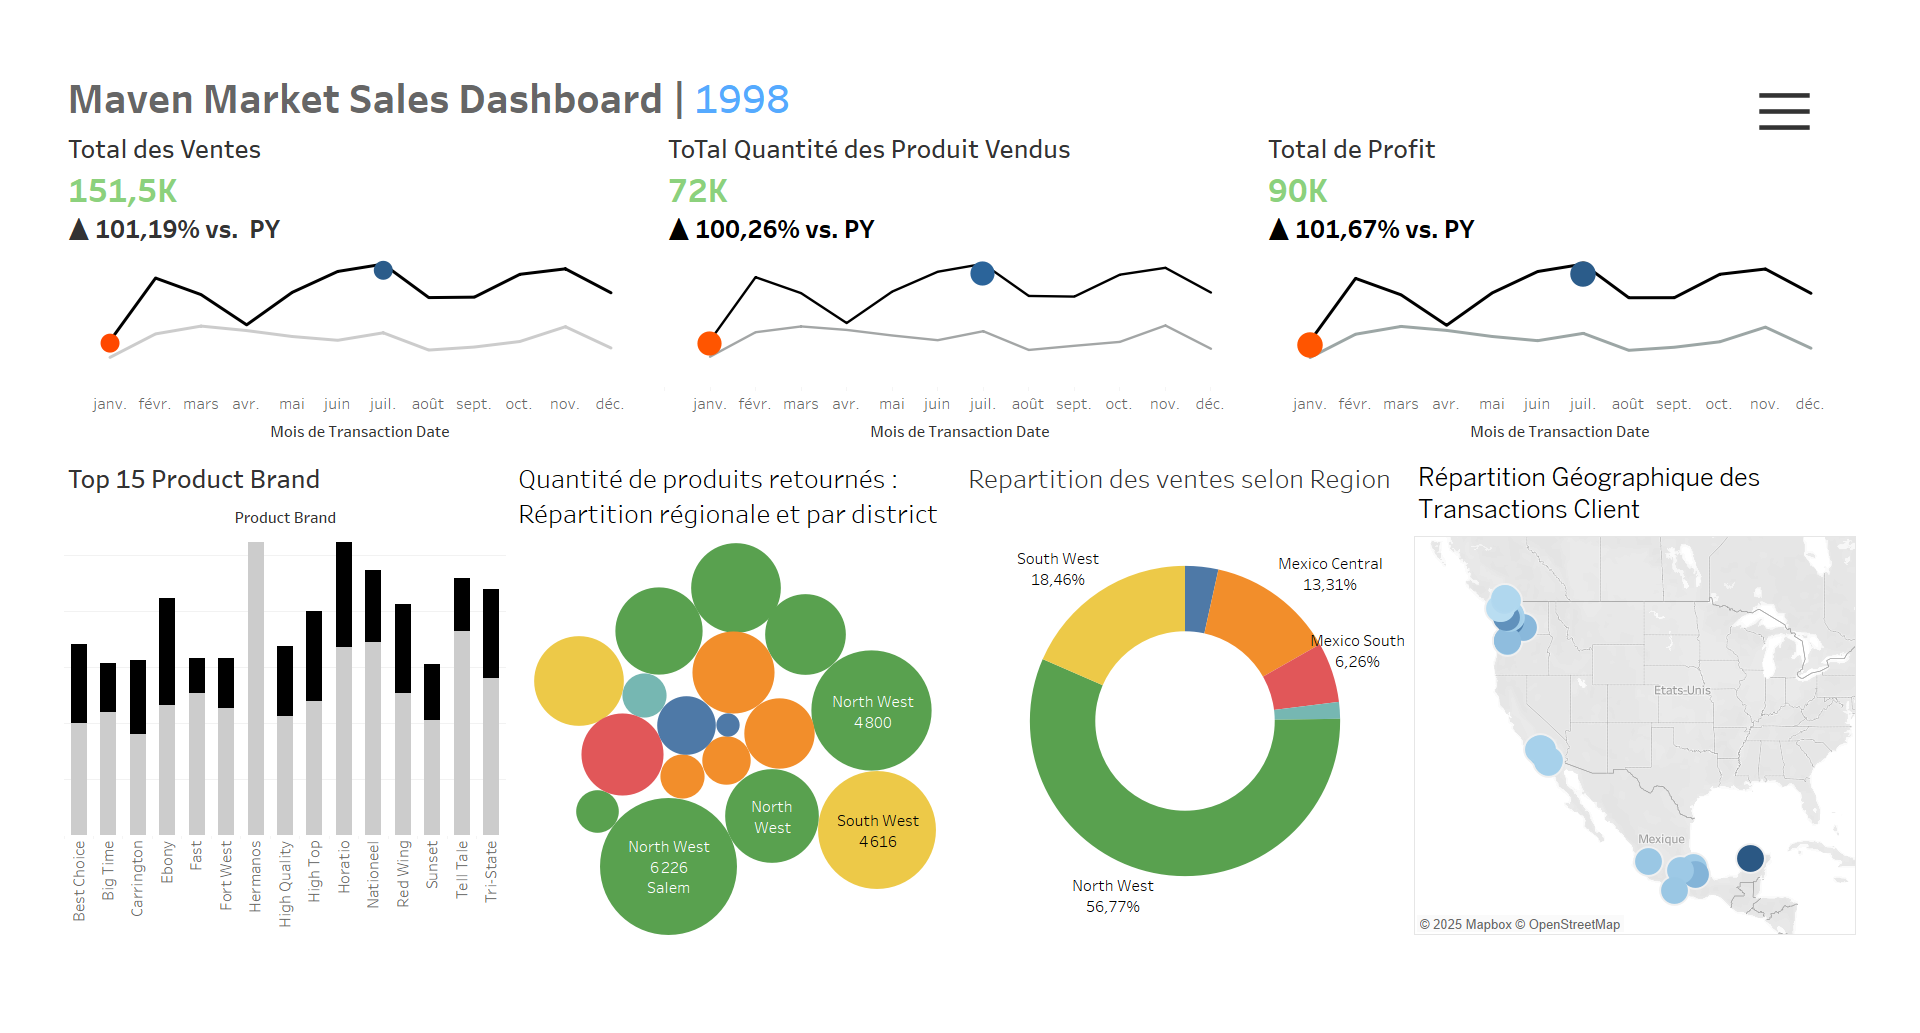 Maven Market Sales Dashboard | 1998
Total des Ventes
151,5K
▲ 101,19% vs. PY
janv. févr. mars avr. mai juin juil. août sept. oct. nov. déc.
Mois de Transaction Date
ToTal Quantité des Produit Vendus
72K
▲ 100,26% vs. PY
janv. févr. mars avr. mai juin juil. août sept. oct. nov. déc.
Mois de Transaction Date
Total de Profit
90K
▲ 101,67% vs. PY
janv. févr. mars avr. mai juin juil. août sept. oct. nov. déc.
Mois de Transaction Date
Top 15 Product Brand
Product Brand
Best Choice
Big Time
Carrington
Ebony
Fast
Fort West
Hermanos
High Quality
High Top
Horatio
Nationeel
Red Wing
Sunset
Tell Tale
Tri-State
Quantité de produits retournés :
Répartition régionale et par district
North West
4 800
North
West
South West
4 616
North West
6 226
Salem
Repartition des ventes selon Region
South West
18,46%
Mexico Central
13,31%
Mexico South
6,26%
North West
56,77%
Répartition Géographique des
Transactions Client
États-Unis
Mexique
© 2025 Mapbox © OpenStreetMap